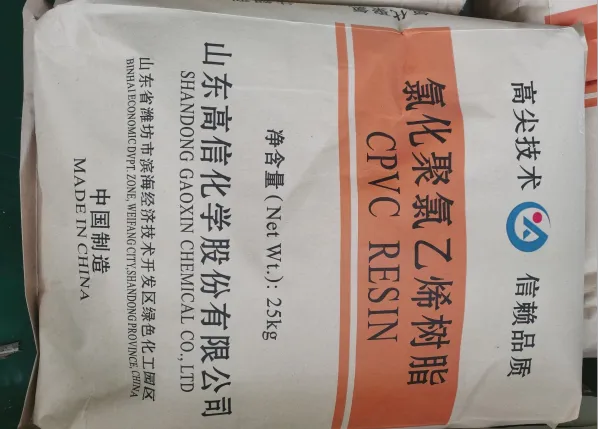 高尖技术 信赖品质
氯化聚氯乙烯树脂
CPVC RESIN
净含量(Net Wt.): 25kg
山东高信化学股份有限公司
SHANDONG GAOXIN CHEMICAL CO., LTD
山东省潍坊市滨海经济技术开发区绿色化工园区
BINHAI ECONOMIC DVPT. ZONE, WEIFANG CITY, SHANDONG PROVINCE, CHINA
中国制造
MADE IN CHINA